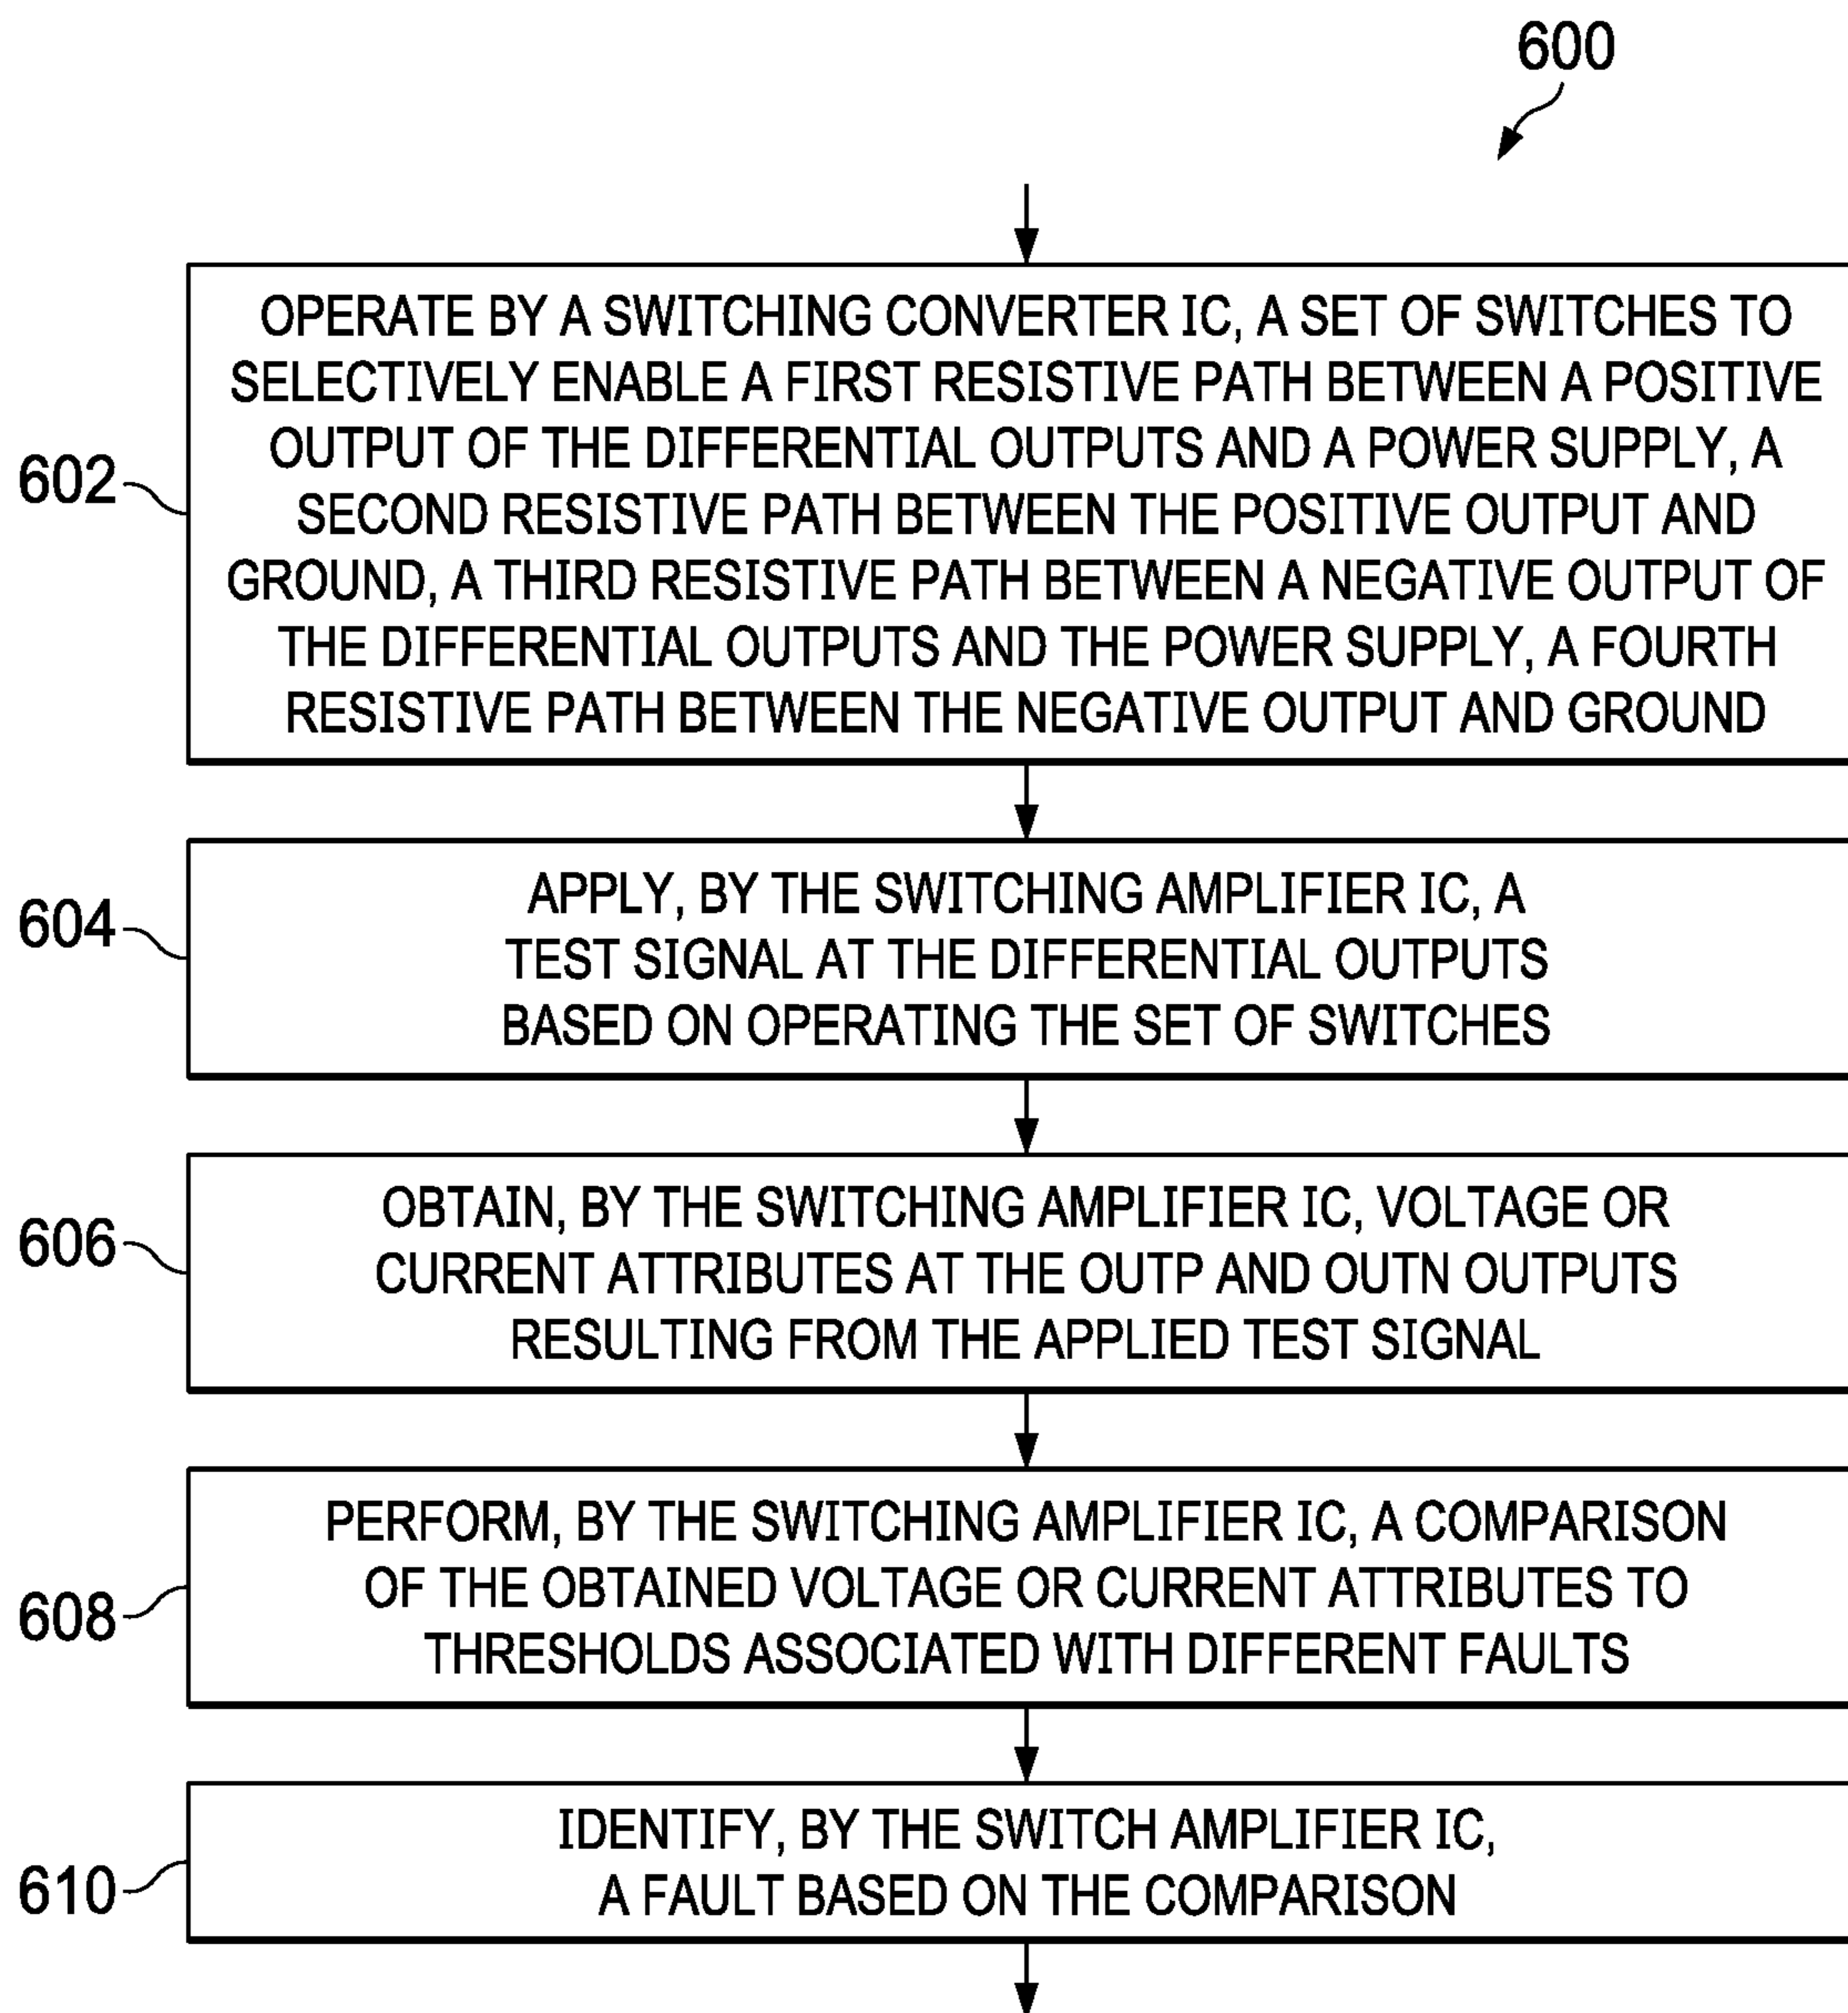 600
602
OPERATE BY A SWITCHING CONVERTER IC, A SET OF SWITCHES TO
SELECTIVELY ENABLE A FIRST RESISTIVE PATH BETWEEN A POSITIVE
OUTPUT OF THE DIFFERENTIAL OUTPUTS AND A POWER SUPPLY, A
SECOND RESISTIVE PATH BETWEEN THE POSITIVE OUTPUT AND
GROUND, A THIRD RESISTIVE PATH BETWEEN A NEGATIVE OUTPUT OF
THE DIFFERENTIAL OUTPUTS AND THE POWER SUPPLY, A FOURTH
RESISTIVE PATH BETWEEN THE NEGATIVE OUTPUT AND GROUND
604
APPLY, BY THE SWITCHING AMPLIFIER IC, A
TEST SIGNAL AT THE DIFFERENTIAL OUTPUTS
BASED ON OPERATING THE SET OF SWITCHES
606
OBTAIN, BY THE SWITCHING AMPLIFIER IC, VOLTAGE OR
CURRENT ATTRIBUTES AT THE OUTP AND OUTN OUTPUTS
RESULTING FROM THE APPLIED TEST SIGNAL
608
PERFORM, BY THE SWITCHING AMPLIFIER IC, A COMPARISON
OF THE OBTAINED VOLTAGE OR CURRENT ATTRIBUTES TO
THRESHOLDS ASSOCIATED WITH DIFFERENT FAULTS
610
IDENTIFY, BY THE SWITCH AMPLIFIER IC,
A FAULT BASED ON THE COMPARISON